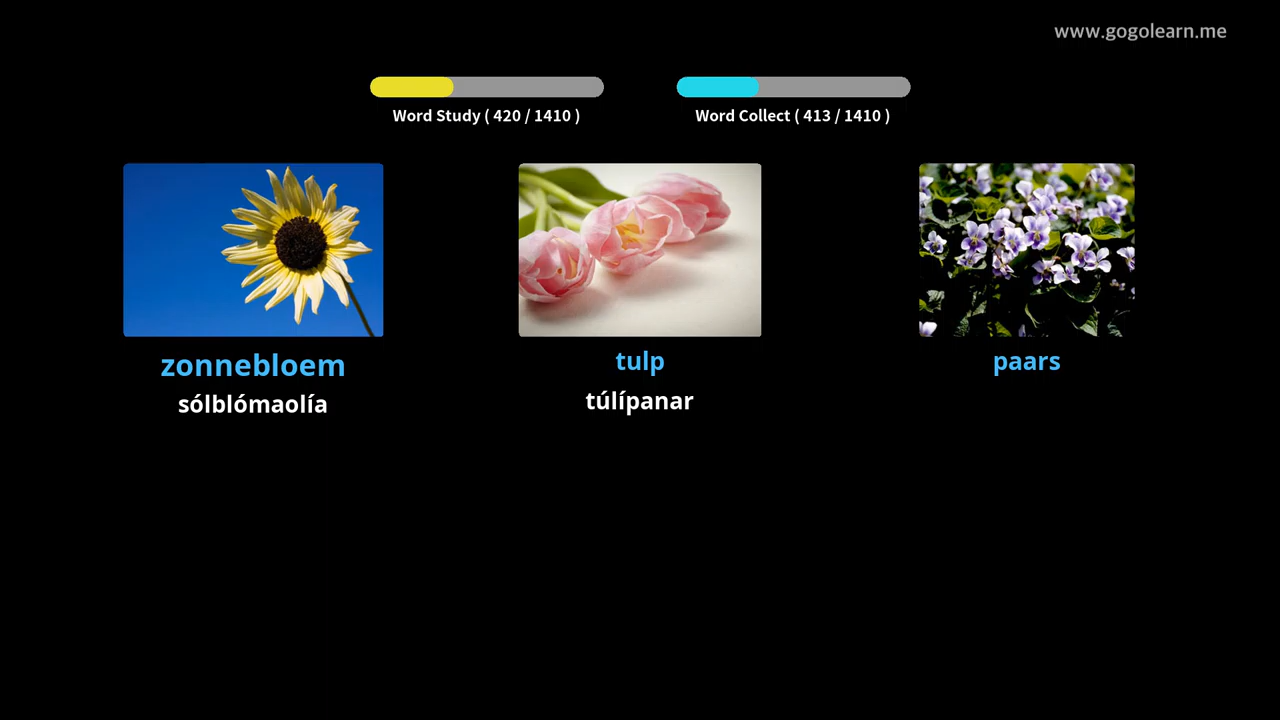 www.gogolearn.me
Word Study ( 420 / 1410 )
Word Collect ( 413 / 1410 )
zonnebloem
sólblómaolía
tulp
túlípanar
paars